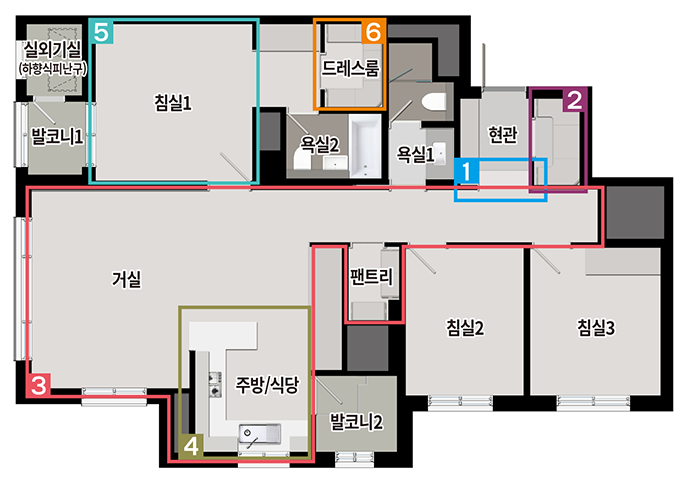 5
6
실외기실
(하향식피난구)
드레스룸
침실1
2
발코니1
현관
욕실2
욕실1
1
거실
팬트리
침실2
침실3
3
주방/식당
발코니2
4